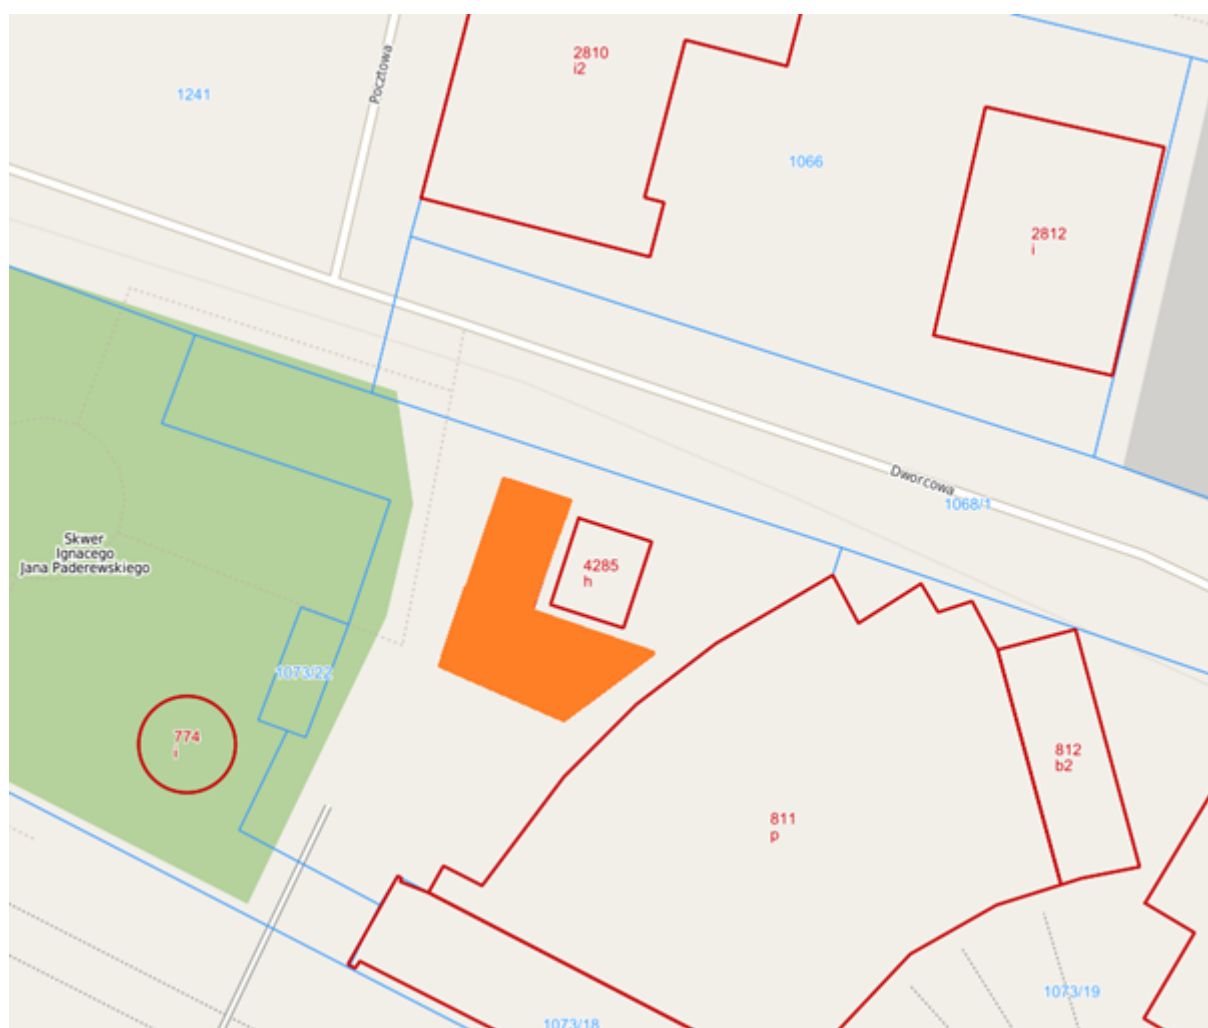 2810
i2
Pocztowa
1241
1066
2812
i
Dworcowa
1068/1
Skwer
Ignacego
Jana Paderewskiego
4285
h
1073/22
774
i
812
b2
811
p
1073/19
1073/18